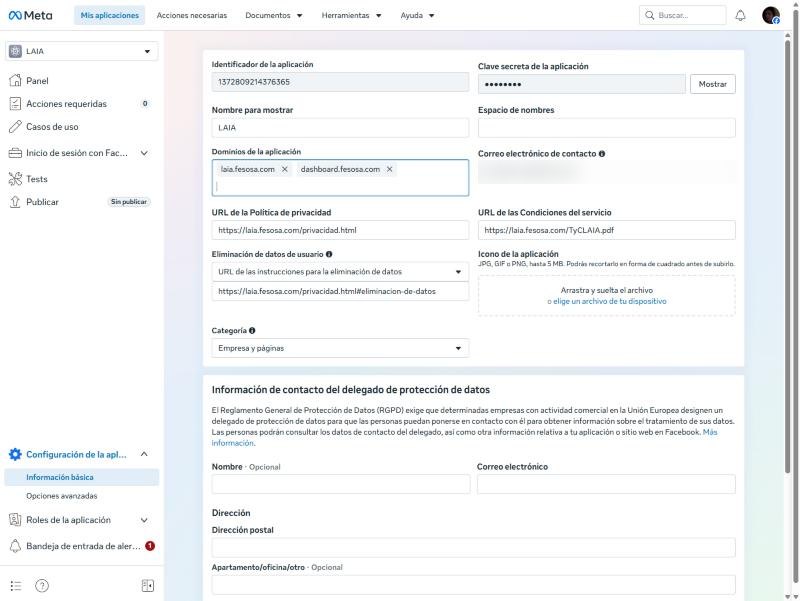 Meta
Mis aplicaciones
Acciones necesarias
Documentos
Herramientas
Ayuda
Buscar...
LAIA
Panel
Acciones requeridas
0
Casos de uso
Inicio de sesión con Fac...
Tests
Publicar
Sin publicar
Configuración de la apl...
Información básica
Opciones avanzadas
Roles de la aplicación
Bandeja de entrada de aler...
1
Identificador de la aplicación
1372809214376365
Clave secreta de la aplicación
••••••••
Mostrar
Nombre para mostrar
LAIA
Espacio de nombres
Dominios de la aplicación
laia.fesosa.com ✕ dashboard.fesosa.com ✕
Correo electrónico de contacto
URL de la Política de privacidad
https://laia.fesosa.com/privacidad.html
URL de las Condiciones del servicio
https://laia.fesosa.com/TyCLAIA.pdf
Eliminación de datos de usuario
URL de las instrucciones para la eliminación de datos
https://laia.fesosa.com/privacidad.html#eliminacion-de-datos
Icono de la aplicación
JPG, GIF o PNG, hasta 5 MB. Podrás recortarlo en forma de cuadrado antes de subirlo.
Arrastra y suelta el archivo
o elige un archivo de tu dispositivo
Categoría
Empresa y páginas
Información de contacto del delegado de protección de datos
El Reglamento General de Protección de Datos (RGPD) exige que determinadas empresas con actividad comercial en la Unión Europea designen un
delegado de protección de datos para que las personas puedan ponerse en contacto con él para obtener información sobre el tratamiento de sus datos.
Las personas podrán consultar los datos de contacto del delegado, así como otra información relativa a tu aplicación o sitio web en Facebook. Más
información.
Nombre · Opcional
Correo electrónico
Dirección
Dirección postal
Apartamento/oficina/otro · Opcional